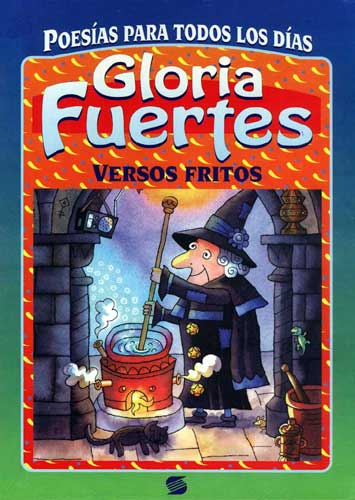 POESÍAS PARA TODOS LOS DÍAS
Gloria
Fuertes
VERSOS FRITOS